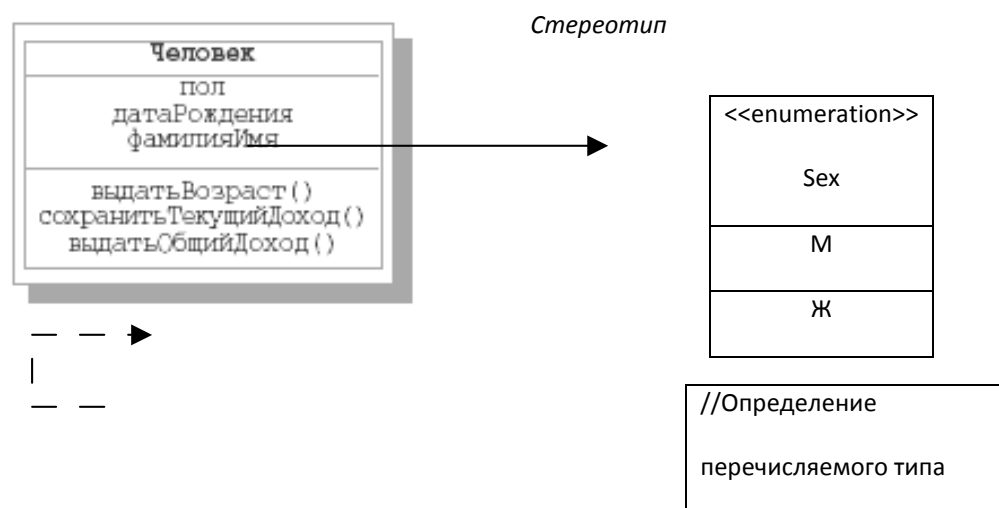 Стереотип
Человек
пол
датаРождения
фамилияИмя
выдатьВозраст()
сохранитьТекущийДоход()
выдатьОбщийДоход()
<<enumeration>>
Sex
М
Ж
//Определение
перечисляемого типа